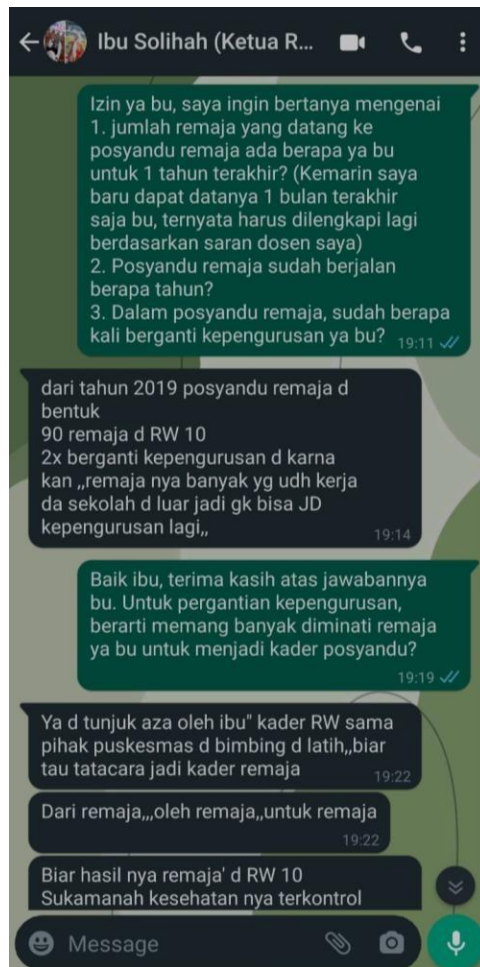 Ibu Solihah (Ketua R...
Izin ya bu, saya ingin bertanya mengenai
1. jumlah remaja yang datang ke
posyandu remaja ada berapa ya bu
untuk 1 tahun terakhir? (Kemarin saya
baru dapat datanya 1 bulan terakhir
saja bu, ternyata harus dilengkapi lagi
berdasarkan saran dosen saya)
2. Posyandu remaja sudah berjalan
berapa tahun?
3. Dalam posyandu remaja, sudah berapa
kali berganti kepengurusan ya bu? 19:11
dari tahun 2019 posyandu remaja d
bentuk
90 remaja d RW 10
2x berganti kepengurusan d karna
kan ,,remaja nya banyak yg udh kerja
da sekolah d luar jadi gk bisa JD
kepengurusan lagi,, 19:14
Baik ibu, terima kasih atas jawabannya
bu. Untuk pergantian kepengurusan,
berarti memang banyak diminati remaja
ya bu untuk menjadi kader posyandu?
19:19
Ya d tunjuk aza oleh ibu" kader RW sama
pihak puskesmas d bimbing d latih,,biar
tau tatacara jadi kader remaja 19:22
Dari remaja,,,oleh remaja,,untuk remaja
19:22
Biar hasil nya remaja' d RW 10
Sukamanah kesehatan nya terkontrol
Message